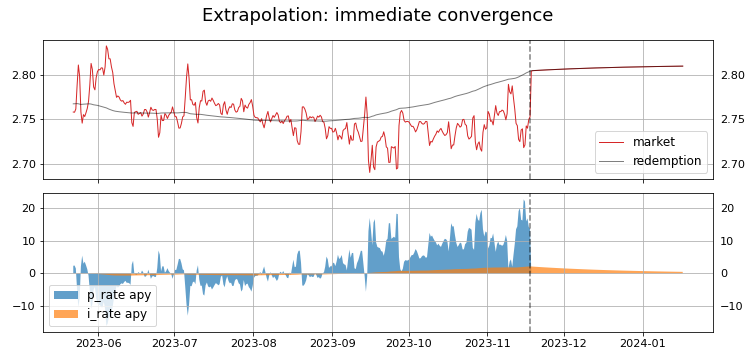 Extrapolation: immediate convergence
2.80 2.80
2.75 2.75
2.70 2.70
market
redemption
20 20
10 10
0 0
−10 −10
p_rate apy
i_rate apy
2023-06 2023-07 2023-08 2023-09 2023-10 2023-11 2023-12 2024-01